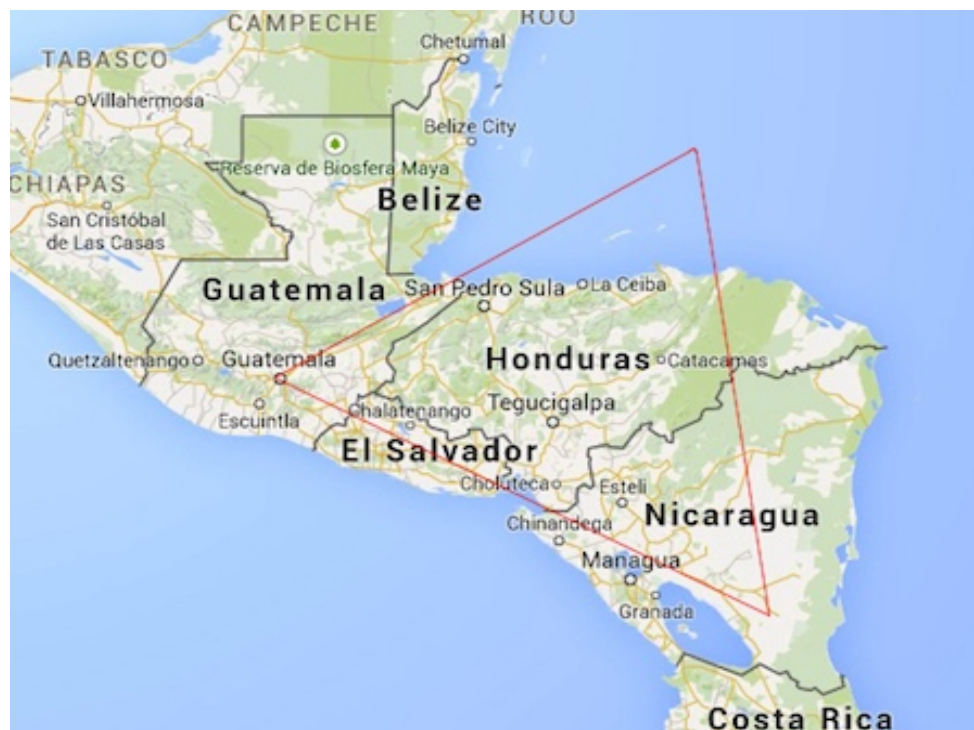 CAMPECHE
ROO
Chetumal
TABASCO
Villahermosa
Belize City
Reserva de Biosfera Maya
CHIAPAS
Belize
San Cristóbal
de Las Casas
Guatemala
San Pedro Sula
La Ceiba
Quetzaltenango
Guatemala
Honduras
Catacamas
Escuintla
Chalatenango
Tegucigalpa
El Salvador
Choluteca
Esteli
Chinandega
Nicaragua
Managua
Granada
Costa Rica